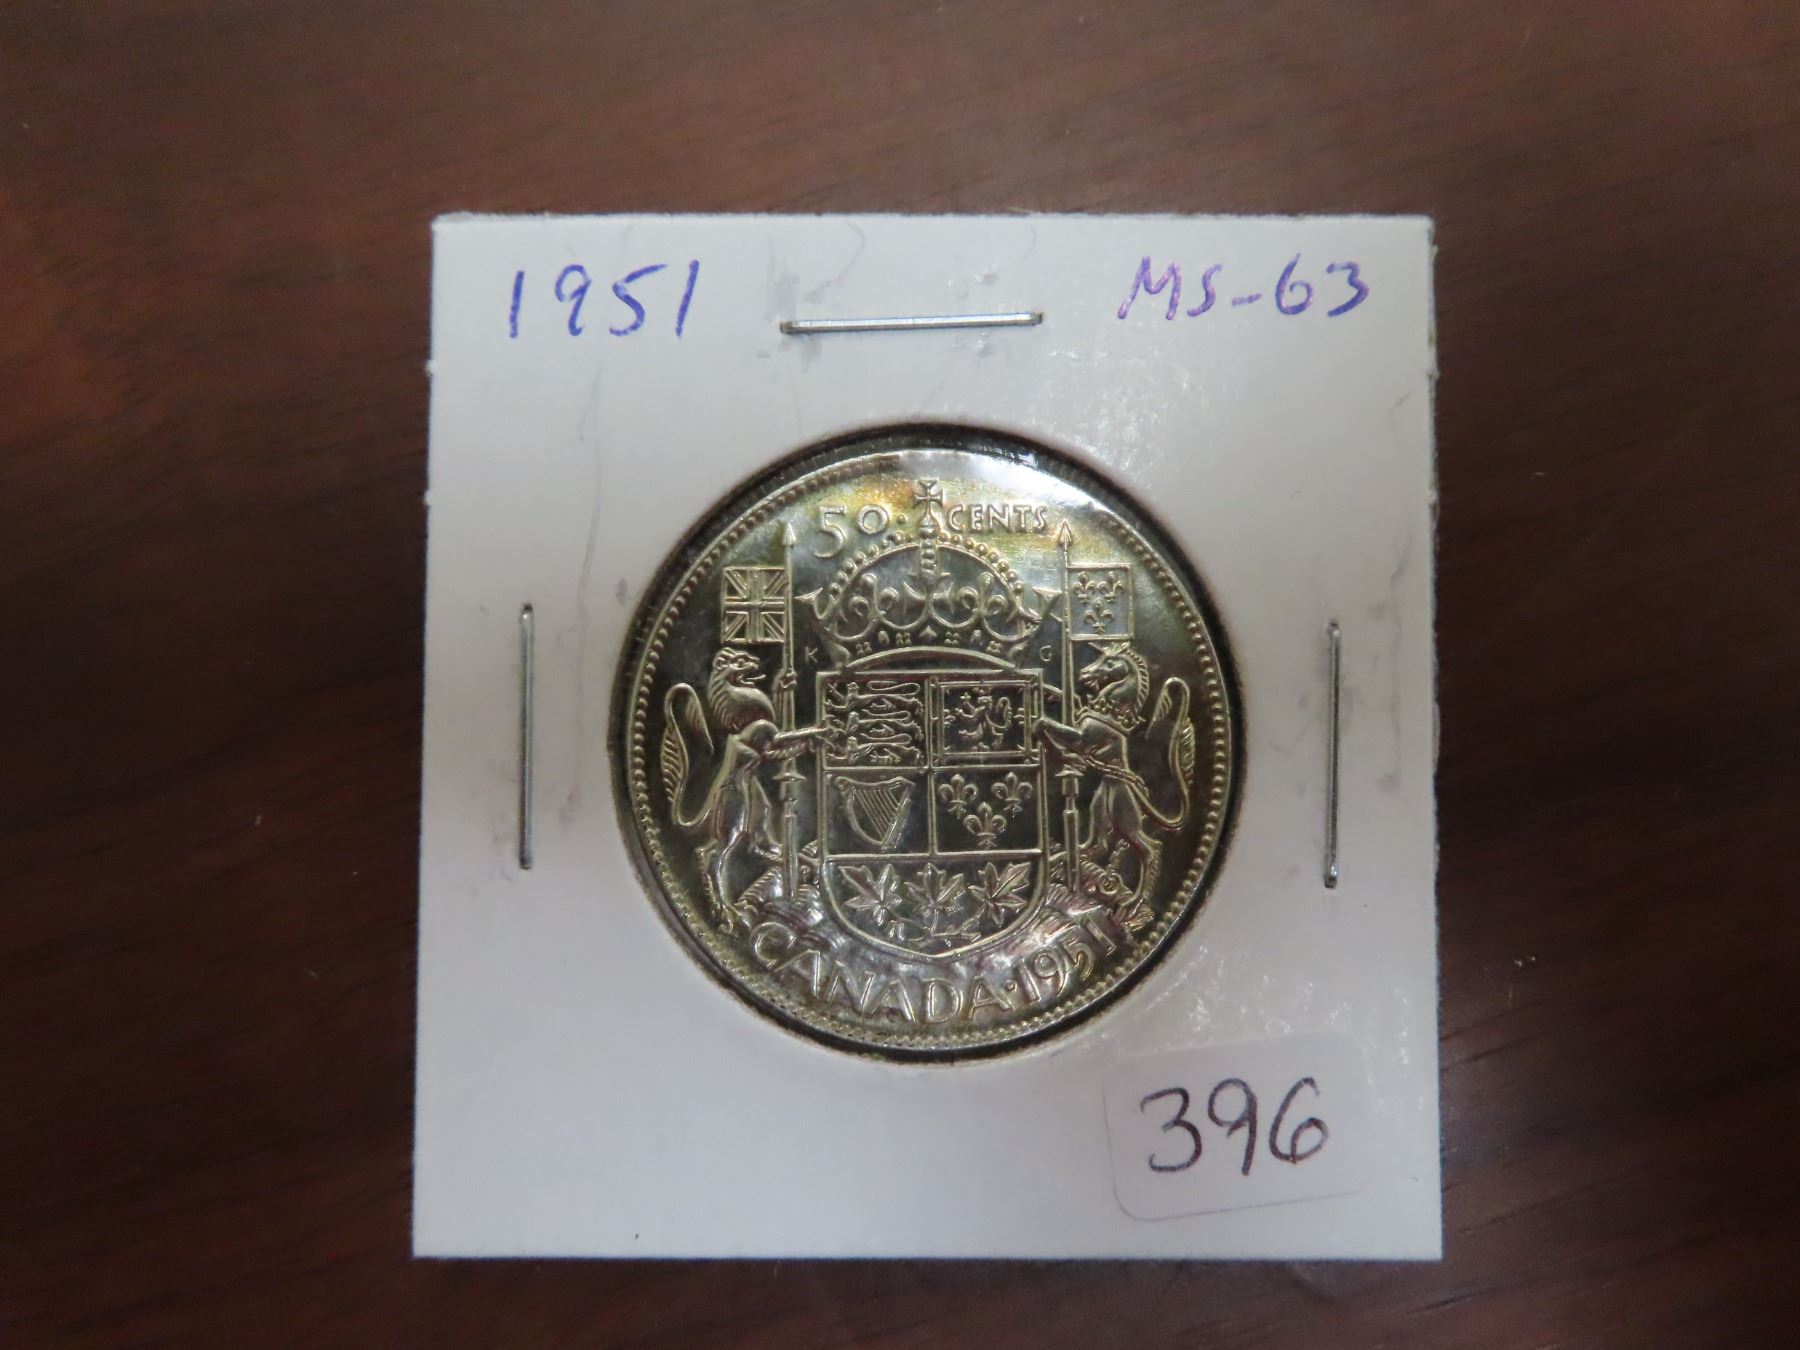 1951 MS-63
50 · CENTS
K G
CANADA · 1951
396